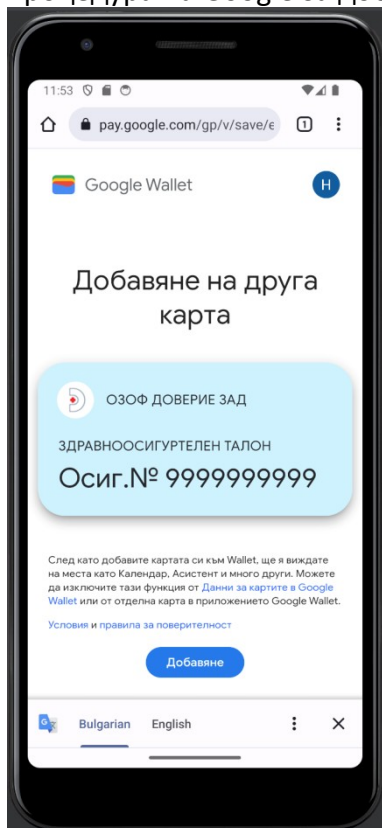 11:53
pay.google.com/gp/v/save/e
1
Google Wallet
H
Добавяне на друга
карта
ОЗОФ ДОВЕРИЕ ЗАД
ЗДРАВНООСИГУРТЕЛЕН ТАЛОН
Осиг.№ 9999999999
След като добавите картата си към Wallet, ще я виждате
на места като Календар, Асистент и много други. Можете
да изключите тази функция от Данни за картите в Google
Wallet или от отделна карта в приложението Google Wallet.
Условия и правила за поверителност
Добавяне
Bulgarian English